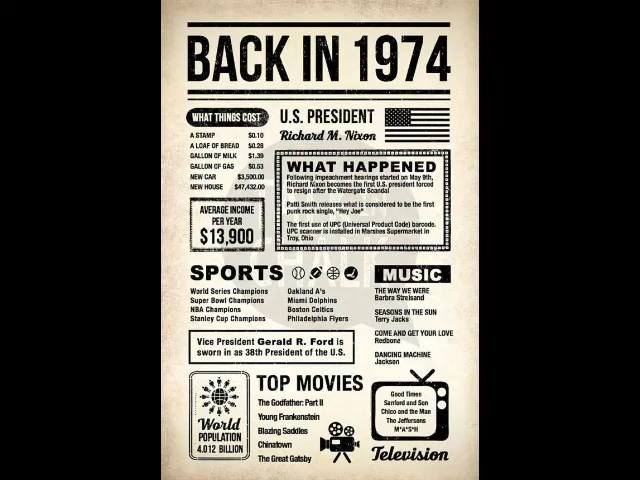 BACK IN 1974
WHAT THINGS COST
A STAMP $0.10
A LOAF OF BREAD $0.28
GALLON OF MILK $1.39
GALLON OF GAS $0.53
NEW CAR $3,500.00
NEW HOUSE $47,432.00
AVERAGE INCOME
PER YEAR
$13,900
U.S. PRESIDENT
Richard M. Nixon
WHAT HAPPENED
Following impeachment hearings started on May 9th,
Richard Nixon becomes the first U.S. president forced
to resign after the Watergate Scandal
Patti Smith releases what is considered to be the first
punk rock single, "Hey Joe"
The first use of UPC (Universal Product Code) barcode.
UPC scanner is installed in Marshes Supermarket in
Troy, Ohio
SPORTS
World Series Champions Oakland A's
Super Bowl Champions Miami Dolphins
NBA Champions Boston Celtics
Stanley Cup Champions Philadelphia Flyers
MUSIC
THE WAY WE WERE
Barbra Streisand
SEASONS IN THE SUN
Terry Jacks
COME AND GET YOUR LOVE
Redbone
DANCING MACHINE
Jackson
Vice President Gerald R. Ford is
sworn in as 38th President of the U.S.
World
POPULATION
4.012 BILLION
TOP MOVIES
The Godfather: Part II
Young Frankenstein
Blazing Saddles
Chinatown
The Great Gatsby
Good Times
Sanford and Son
Chico and the Man
The Jeffersons
M*A*S*H
Television